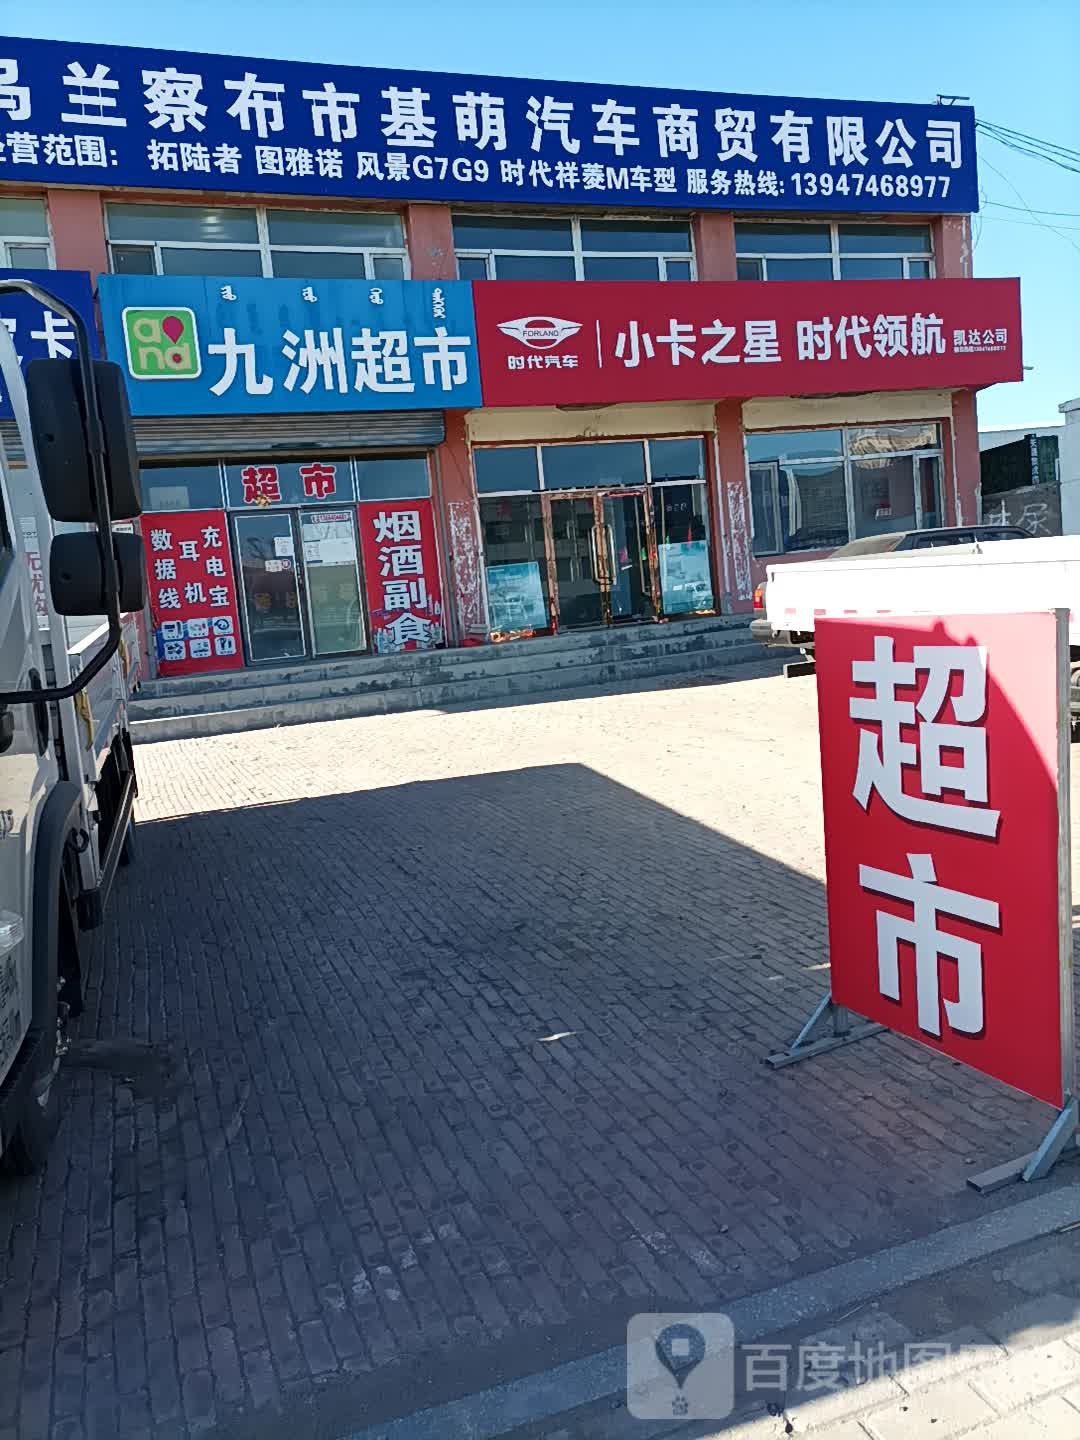 乌兰察布市基萌汽车商贸有限公司
经营范围: 拓陆者 图雅诺 风景G7G9 时代祥菱M车型 服务热线: 13947468977
皮卡
and
九洲超市
FORLAND
时代汽车
小卡之星 时代领航
凯达公司
超市
数据线
耳机
充电宝
烟酒副食
超市
百度地图